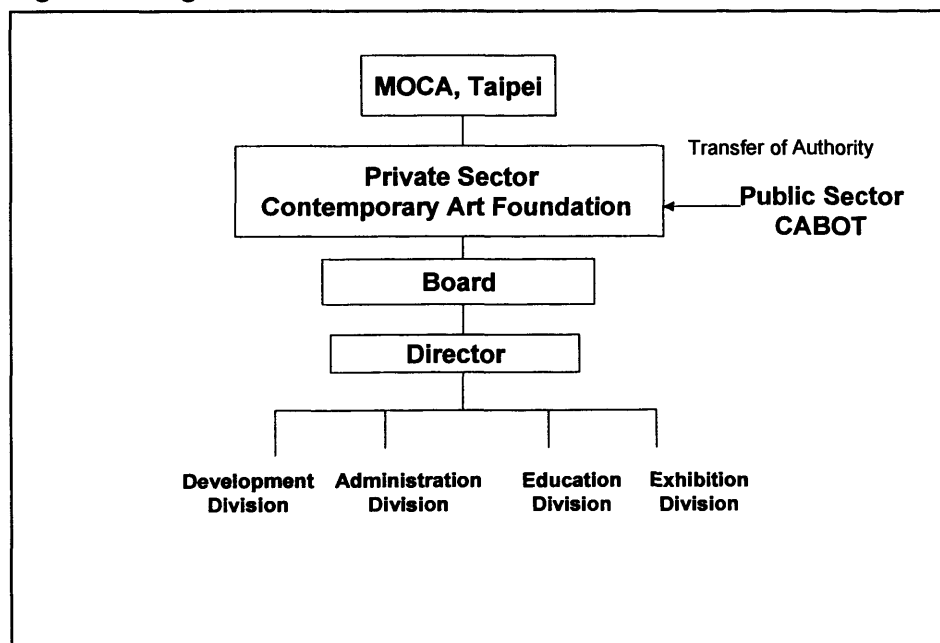 MOCA, Taipei
Transfer of Authority
Private Sector
Contemporary Art Foundation
Public Sector
CABOT
Board
Director
Development
Division
Administration
Division
Education
Division
Exhibition
Division